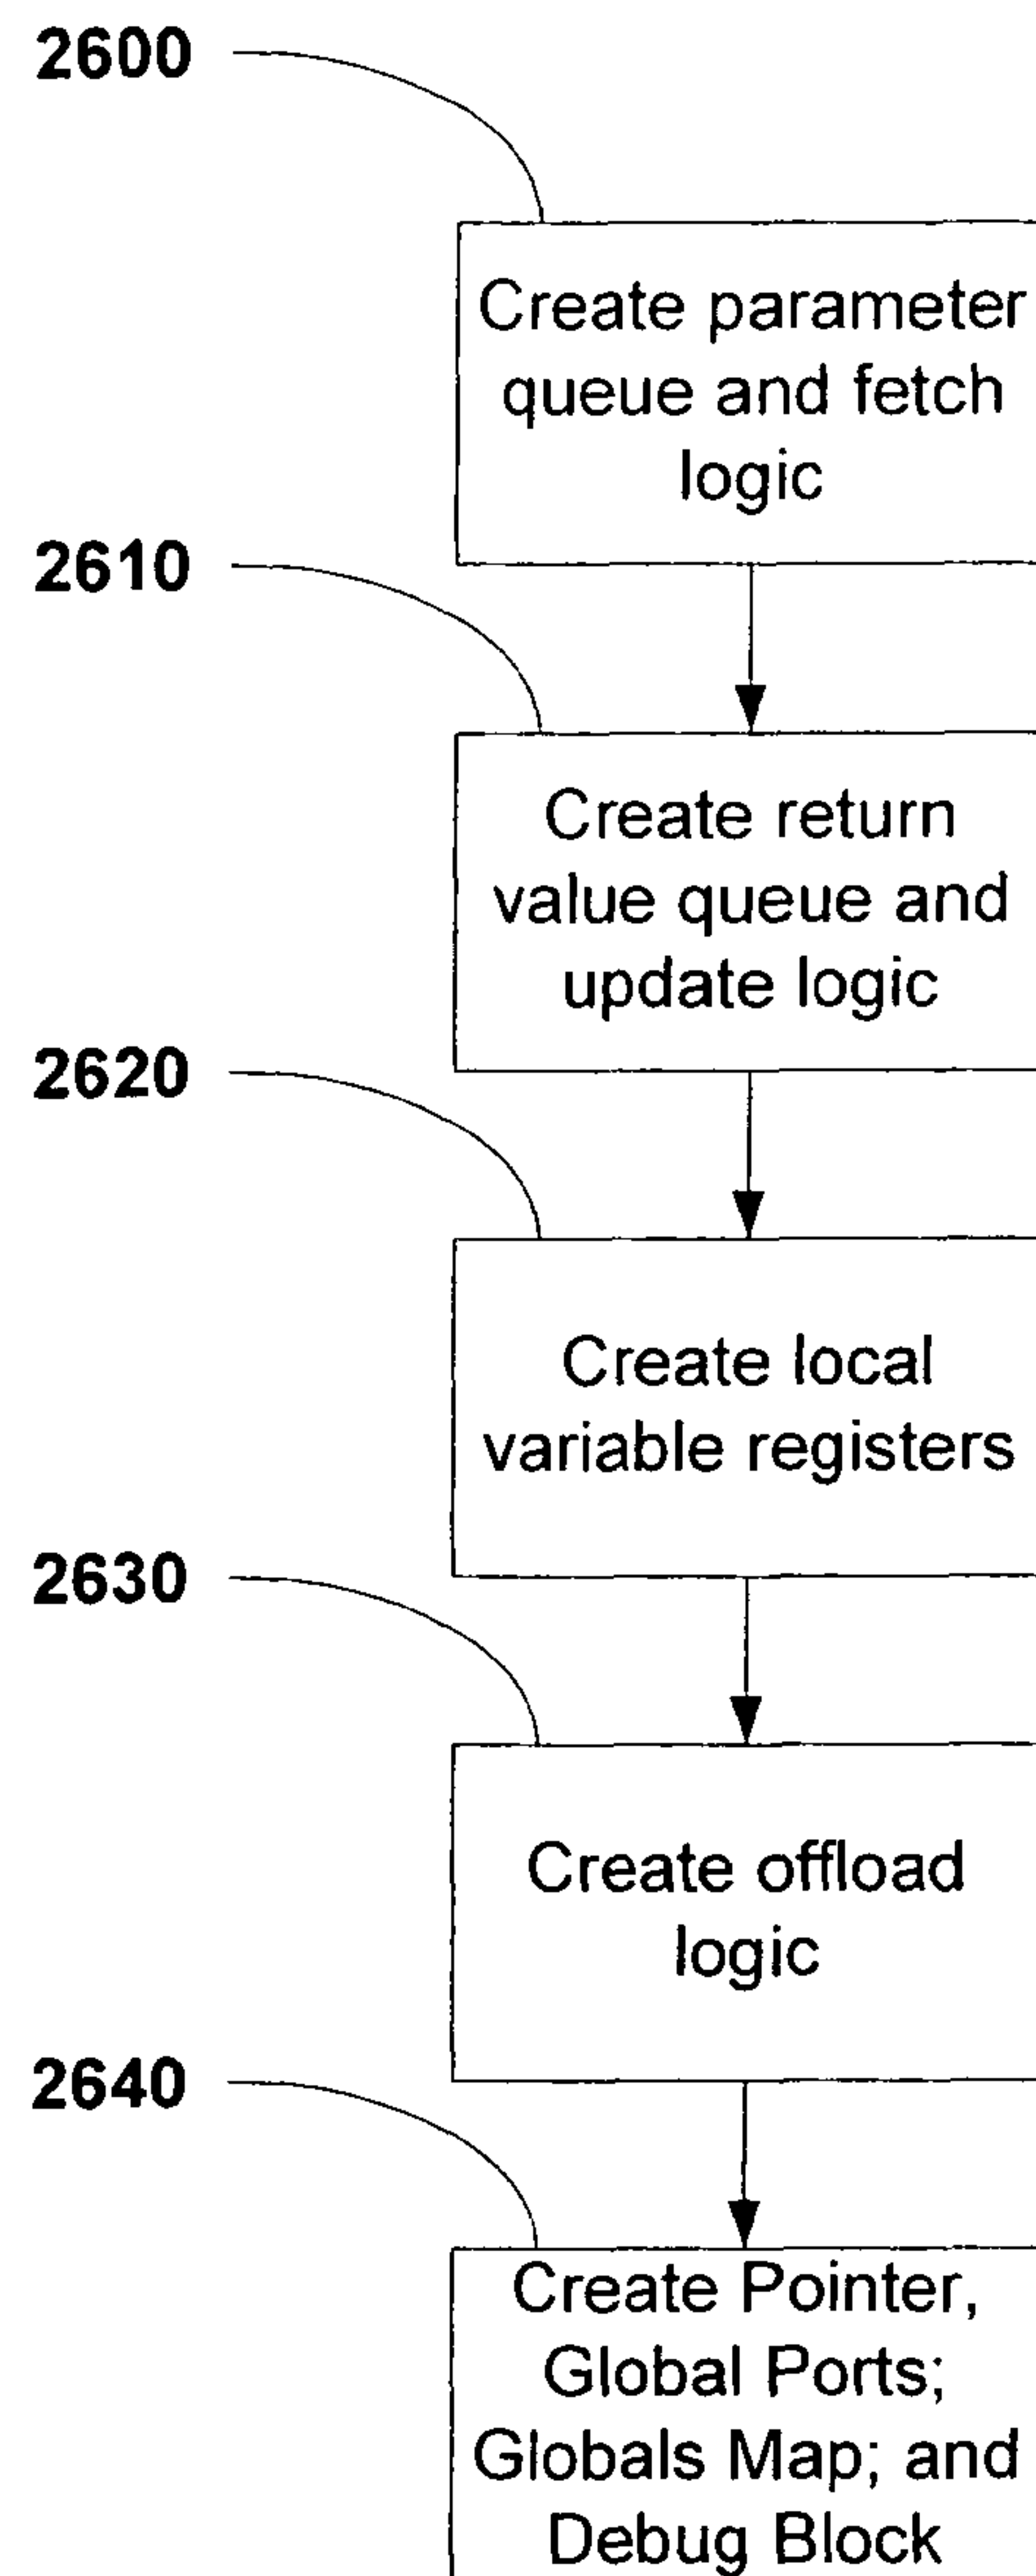 2600
Create parameter
queue and fetch
logic
2610
Create return
value queue and
update logic
2620
Create local
variable registers
2630
Create offload
logic
2640
Create Pointer,
Global Ports;
Globals Map; and
Debug Block